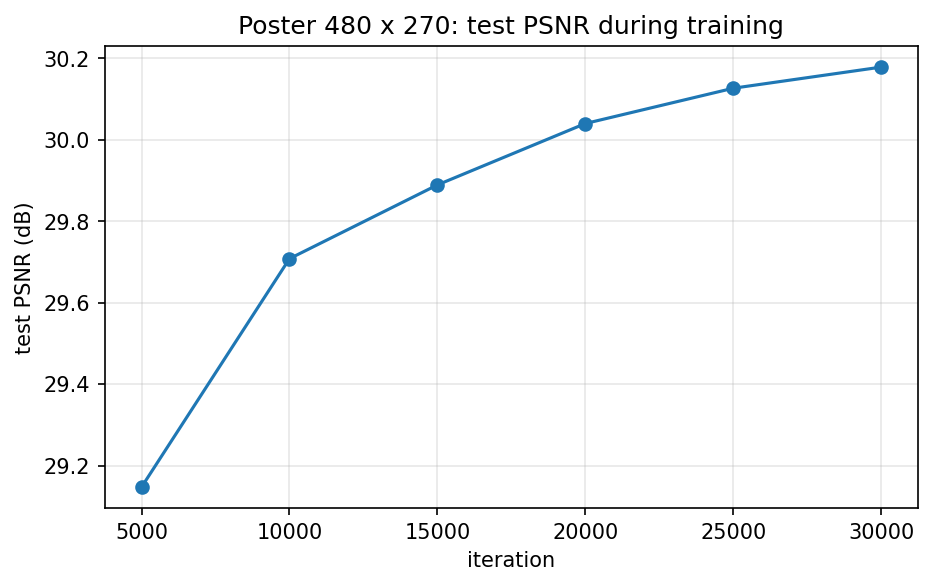 Poster 480 x 270: test PSNR during training
30.2
30.0
29.8
29.6
29.4
29.2
test PSNR (dB)
5000 10000 15000 20000 25000 30000
iteration